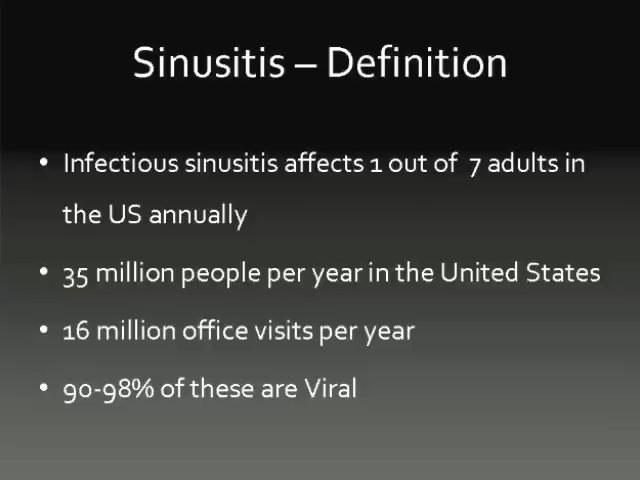 Sinusitis – Definition
• Infectious sinusitis affects 1 out of 7 adults in
the US annually
• 35 million people per year in the United States
• 16 million office visits per year
• 90-98% of these are Viral